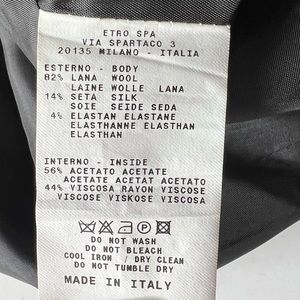 ETRO SPA
VIA SPARTACO 3
20135 MILANO - ITALIA
ESTERNO - BODY
82% LANA WOOL
LAINE WOLLE LANA
14% SETA SILK
SOIE SEIDE SEDA
4% ELASTAN ELASTANE
ELASTHANNE ELASTHAN
ELASTHAN
INTERNO - INSIDE
56% ACETATO ACETATE
ACETATE ACETAT ACETATO
44% VISCOSA RAYON VISCOSE
VISCOSE VISKOSE VISCOSA
DO NOT WASH
DO NOT BLEACH
COOL IRON / DRY CLEAN
DO NOT TUMBLE DRY
MADE IN ITALY